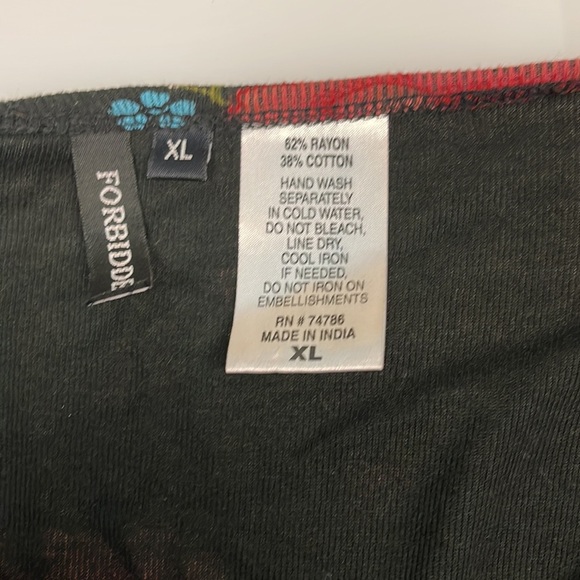 FORBIDDE
XL
62% RAYON
38% COTTON
HAND WASH
SEPARATELY
IN COLD WATER,
DO NOT BLEACH,
LINE DRY,
COOL IRON
IF NEEDED,
DO NOT IRON ON
EMBELLISHMENTS
RN # 74786
MADE IN INDIA
XL